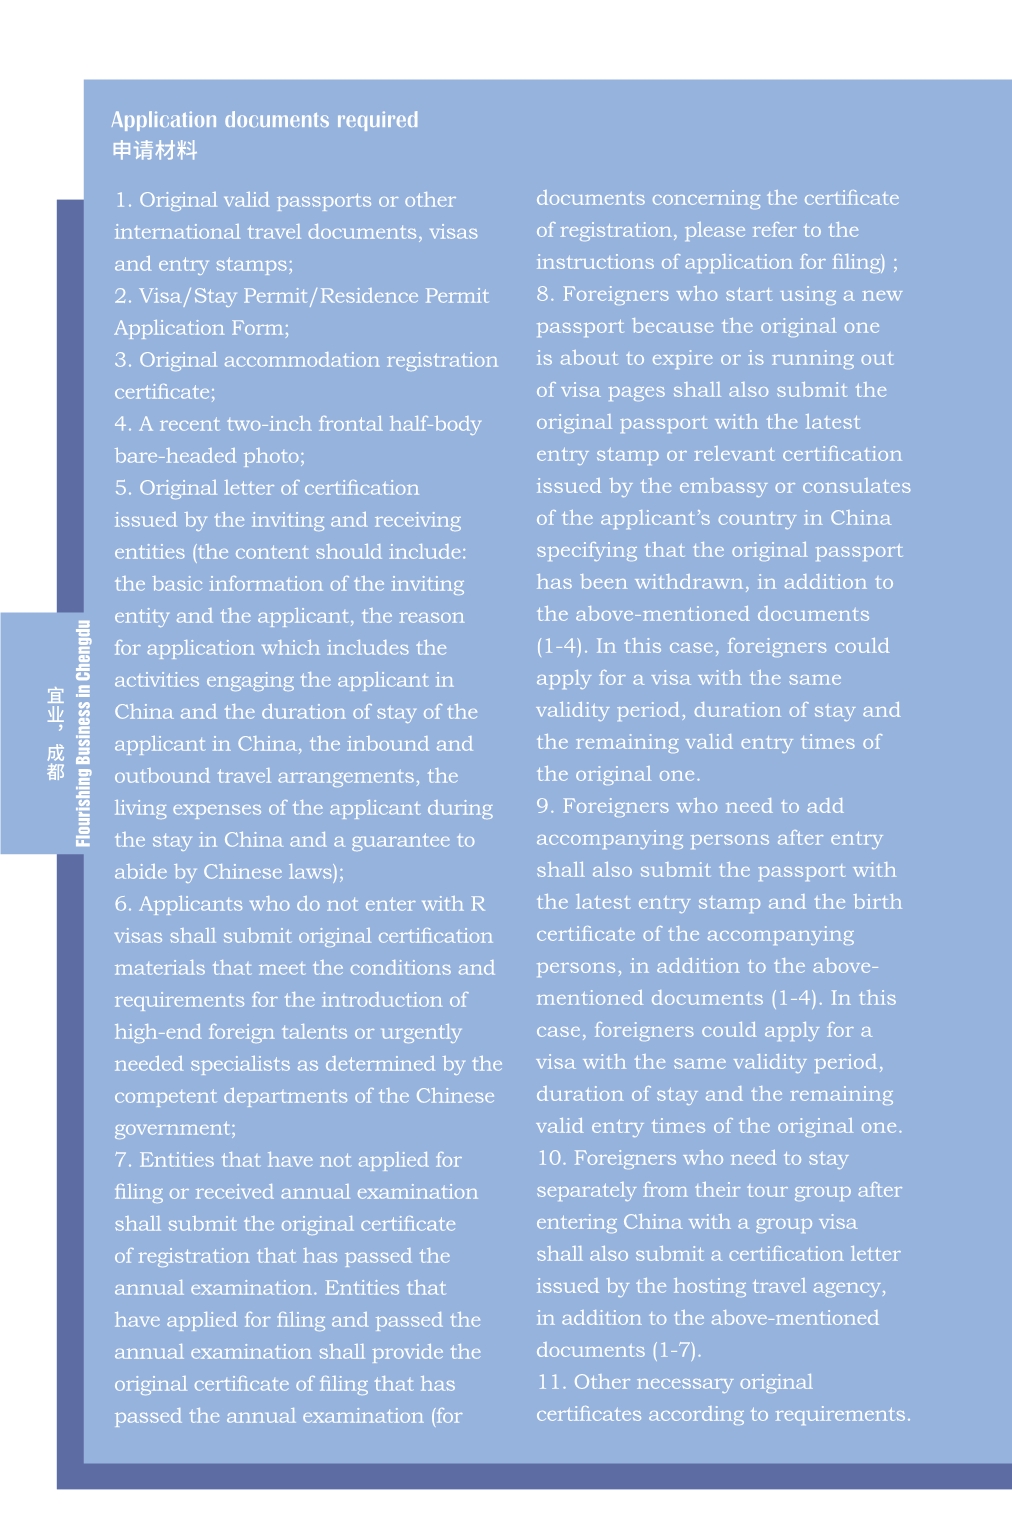 Application documents required
申请材料
1. Original valid passports or other
international travel documents, visas
and entry stamps;
2. Visa/Stay Permit/Residence Permit
Application Form;
3. Original accommodation registration
certificate;
4. A recent two-inch frontal half-body
bare-headed photo;
5. Original letter of certification
issued by the inviting and receiving
entities (the content should include:
the basic information of the inviting
entity and the applicant, the reason
for application which includes the
activities engaging the applicant in
China and the duration of stay of the
applicant in China, the inbound and
outbound travel arrangements, the
living expenses of the applicant during
the stay in China and a guarantee to
abide by Chinese laws);
6. Applicants who do not enter with R
visas shall submit original certification
materials that meet the conditions and
requirements for the introduction of
high-end foreign talents or urgently
needed specialists as determined by the
competent departments of the Chinese
government;
7. Entities that have not applied for
filing or received annual examination
shall submit the original certificate
of registration that has passed the
annual examination. Entities that
have applied for filing and passed the
annual examination shall provide the
original certificate of filing that has
passed the annual examination (for
documents concerning the certificate
of registration, please refer to the
instructions of application for filing) ;
8. Foreigners who start using a new
passport because the original one
is about to expire or is running out
of visa pages shall also submit the
original passport with the latest
entry stamp or relevant certification
issued by the embassy or consulates
of the applicant’s country in China
specifying that the original passport
has been withdrawn, in addition to
the above-mentioned documents
(1-4). In this case, foreigners could
apply for a visa with the same
validity period, duration of stay and
the remaining valid entry times of
the original one.
9. Foreigners who need to add
accompanying persons after entry
shall also submit the passport with
the latest entry stamp and the birth
certificate of the accompanying
persons, in addition to the above-
mentioned documents (1-4). In this
case, foreigners could apply for a
visa with the same validity period,
duration of stay and the remaining
valid entry times of the original one.
10. Foreigners who need to stay
separately from their tour group after
entering China with a group visa
shall also submit a certification letter
issued by the hosting travel agency,
in addition to the above-mentioned
documents (1-7).
11. Other necessary original
certificates according to requirements.
宜业，成都
Flourishing Business in Chengdu